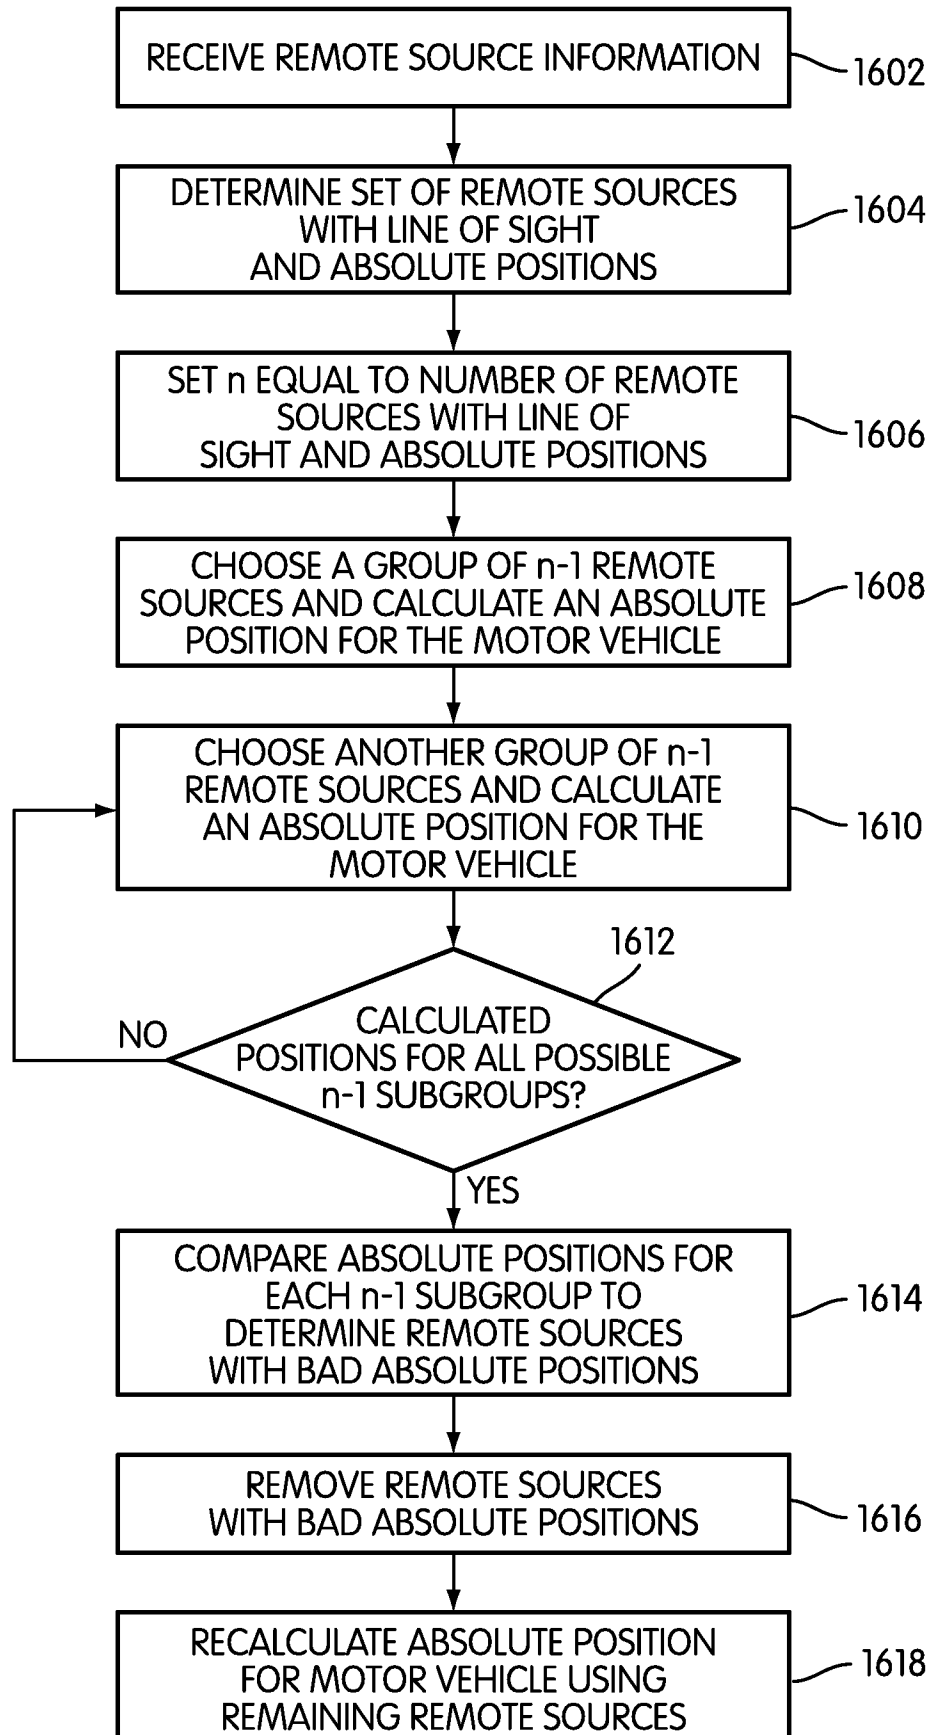 RECEIVE REMOTE SOURCE INFORMATION
1602
DETERMINE SET OF REMOTE SOURCES
WITH LINE OF SIGHT
AND ABSOLUTE POSITIONS
1604
SET n EQUAL TO NUMBER OF REMOTE
SOURCES WITH LINE OF
SIGHT AND ABSOLUTE POSITIONS
1606
CHOOSE A GROUP OF n-1 REMOTE
SOURCES AND CALCULATE AN ABSOLUTE
POSITION FOR THE MOTOR VEHICLE
1608
CHOOSE ANOTHER GROUP OF n-1
REMOTE SOURCES AND CALCULATE
AN ABSOLUTE POSITION FOR THE
MOTOR VEHICLE
1610
1612
CALCULATED
POSITIONS FOR ALL POSSIBLE
n-1 SUBGROUPS?
NO
YES
COMPARE ABSOLUTE POSITIONS FOR
EACH n-1 SUBGROUP TO
DETERMINE REMOTE SOURCES
WITH BAD ABSOLUTE POSITIONS
1614
REMOVE REMOTE SOURCES
WITH BAD ABSOLUTE POSITIONS
1616
RECALCULATE ABSOLUTE POSITION
FOR MOTOR VEHICLE USING
REMAINING REMOTE SOURCES
1618